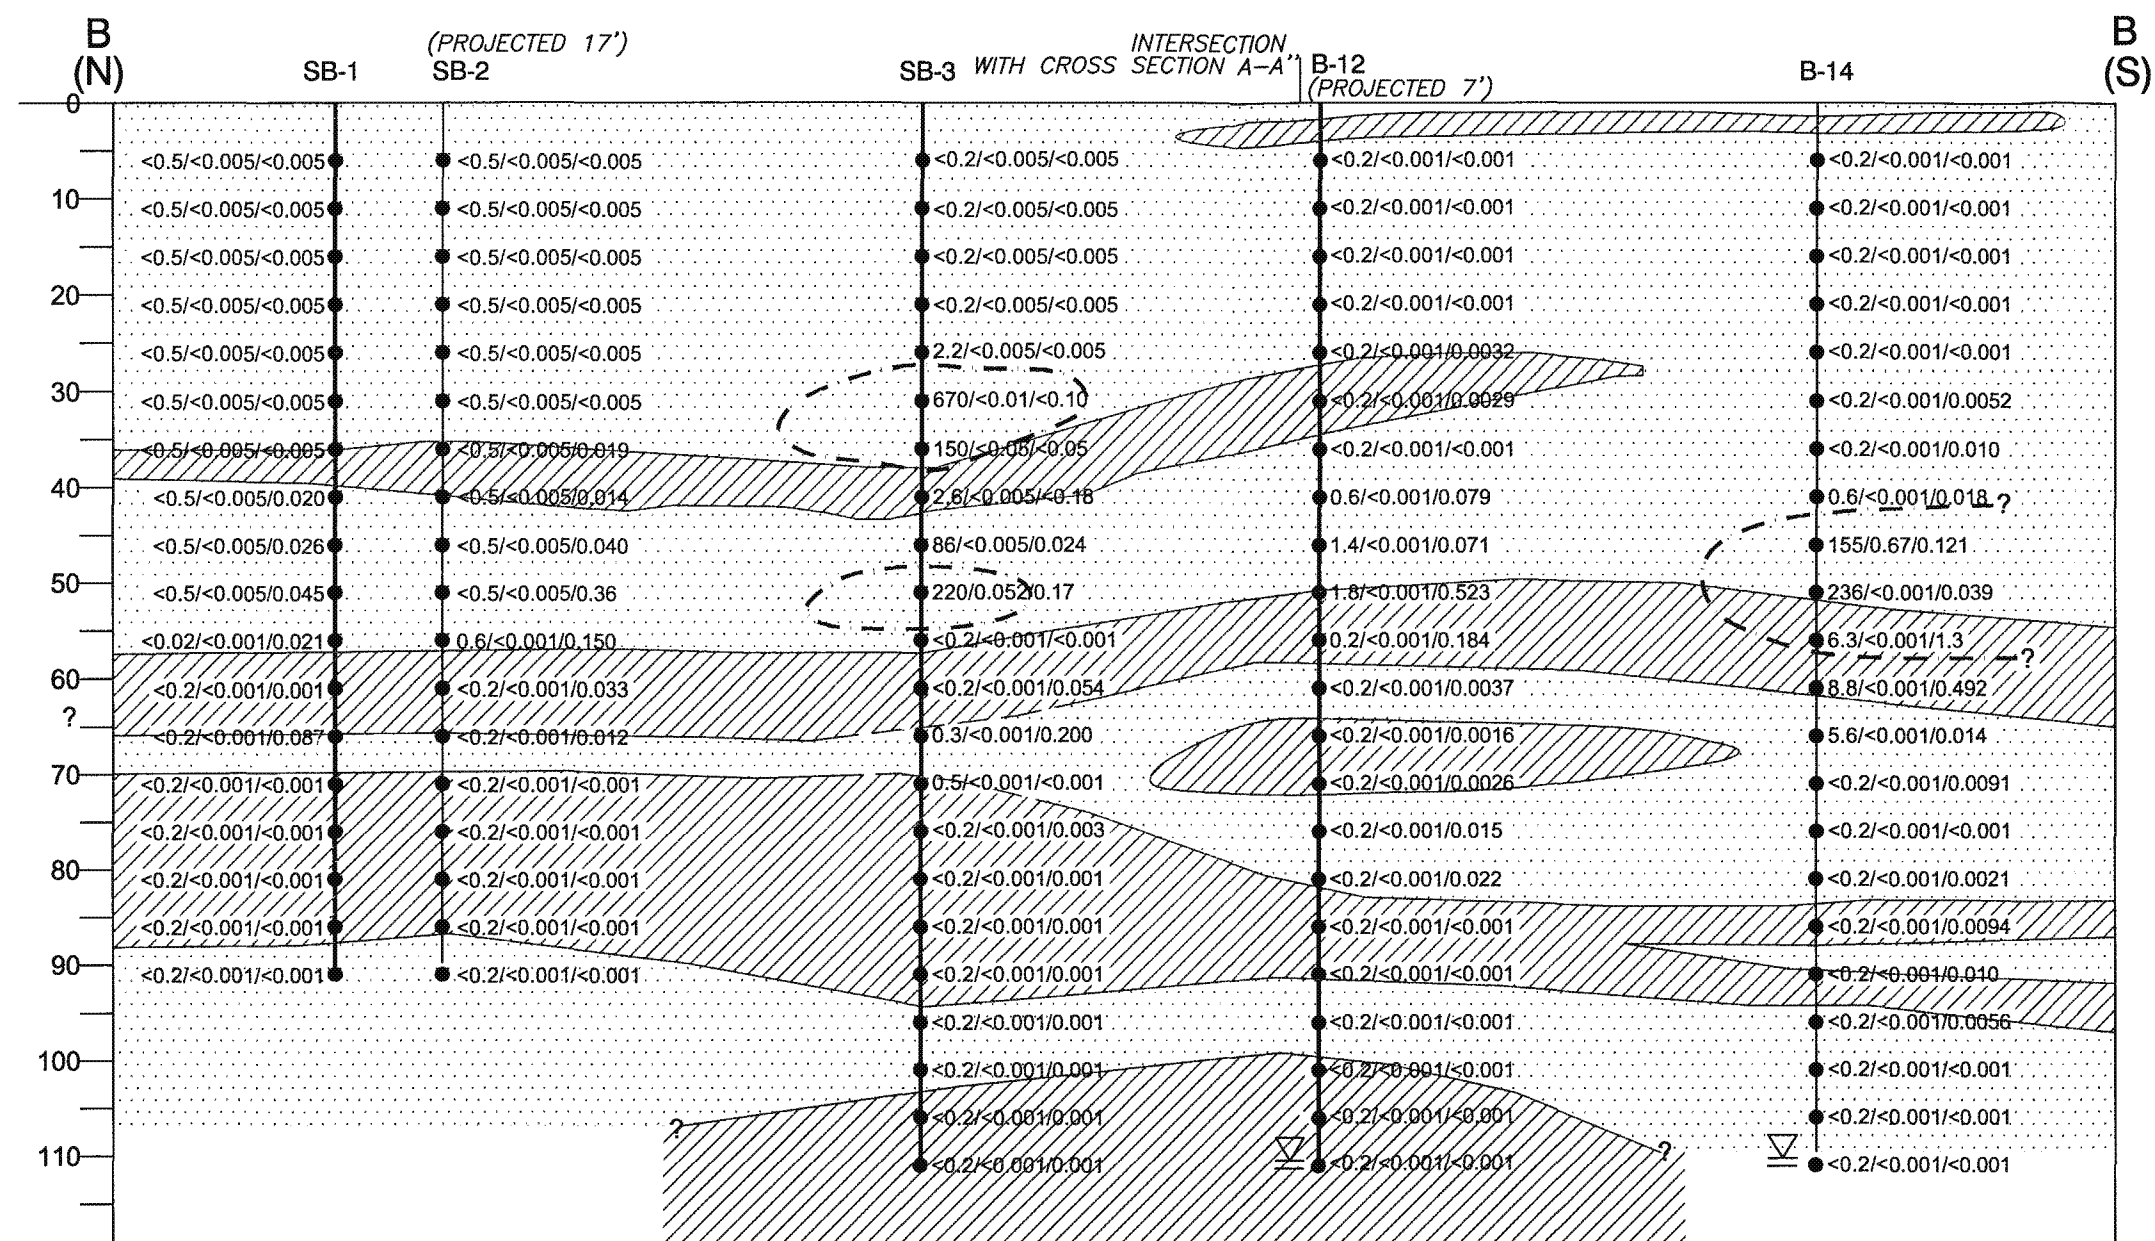 B (PROJECTED 17') INTERSECTION B
(N) SB-1 SB-2 SB-3 WITH CROSS SECTION A-A" B-12 B-14 (S)
(PROJECTED 7')
0
<0.5/<0.005/<0.005 <0.5/<0.005/<0.005 <0.2/<0.005/<0.005 <0.2/<0.001/<0.001 <0.2/<0.001/<0.001
10 <0.5/<0.005/<0.005 <0.5/<0.005/<0.005 <0.2/<0.005/<0.005 <0.2/<0.001/<0.001 <0.2/<0.001/<0.001
<0.5/<0.005/<0.005 <0.5/<0.005/<0.005 <0.2/<0.005/<0.005 <0.2/<0.001/<0.001 <0.2/<0.001/<0.001
20 <0.5/<0.005/<0.005 <0.5/<0.005/<0.005 <0.2/<0.005/<0.005 <0.2/<0.001/<0.001 <0.2/<0.001/<0.001
<0.5/<0.005/<0.005 <0.5/<0.005/<0.005 2.2/<0.005/<0.005 <0.2/<0.001/0.0032 <0.2/<0.001/<0.001
30 <0.5/<0.005/<0.005 <0.5/<0.005/<0.005 670/<0.01/<0.10 <0.2/<0.001/0.0029 <0.2/<0.001/0.0052
<0.5/<0.005/<0.005 <0.5/<0.005/0.019 150/<0.05/<0.05 <0.2/<0.001/<0.001 <0.2/<0.001/0.010
40 <0.5/<0.005/0.020 <0.5/<0.005/0.014 2.6/<0.005/<0.18 0.6/<0.001/0.079 0.6/<0.001/0.018 ?
<0.5/<0.005/0.026 <0.5/<0.005/0.040 86/<0.005/0.024 1.4/<0.001/0.071 155/0.67/0.121
50 <0.5/<0.005/0.045 <0.5/<0.005/0.36 220/0.052/0.17 1.8/<0.001/0.523 236/<0.001/0.039
<0.02/<0.001/0.021 0.6/<0.001/0.150 <0.2/<0.001/<0.001 0.2/<0.001/0.184 6.3/<0.001/1.3 ?
60 <0.2/<0.001/0.001 <0.2/<0.001/0.033 <0.2/<0.001/0.054 <0.2/<0.001/0.0037 8.8/<0.001/0.492
?
<0.2/<0.001/0.087 <0.2/<0.001/0.012 0.3/<0.001/0.200 <0.2/<0.001/0.0016 5.6/<0.001/0.014
70 <0.2/<0.001/<0.001 <0.2/<0.001/<0.001 0.5/<0.001/<0.001 <0.2/<0.001/0.0026 <0.2/<0.001/0.0091
<0.2/<0.001/<0.001 <0.2/<0.001/<0.001 <0.2/<0.001/0.003 <0.2/<0.001/0.015 <0.2/<0.001/<0.001
80 <0.2/<0.001/<0.001 <0.2/<0.001/<0.001 <0.2/<0.001/0.001 <0.2/<0.001/0.022 <0.2/<0.001/0.0021
<0.2/<0.001/<0.001 <0.2/<0.001/<0.001 <0.2/<0.001/0.001 <0.2/<0.001/<0.001 <0.2/<0.001/0.0094
90 <0.2/<0.001/<0.001 <0.2/<0.001/<0.001 <0.2/<0.001/0.001 <0.2/<0.001/<0.001 <0.2/<0.001/0.010
<0.2/<0.001/0.001 <0.2/<0.001/<0.001 <0.2/<0.001/0.0056
100 <0.2/<0.001/0.001 <0.2/<0.001/<0.001 <0.2/<0.001/<0.001
? <0.2/<0.001/0.001 <0.2/<0.001/<0.001 <0.2/<0.001/<0.001
?
110 <0.2/<0.001/0.001 <0.2/<0.001/<0.001 <0.2/<0.001/<0.001